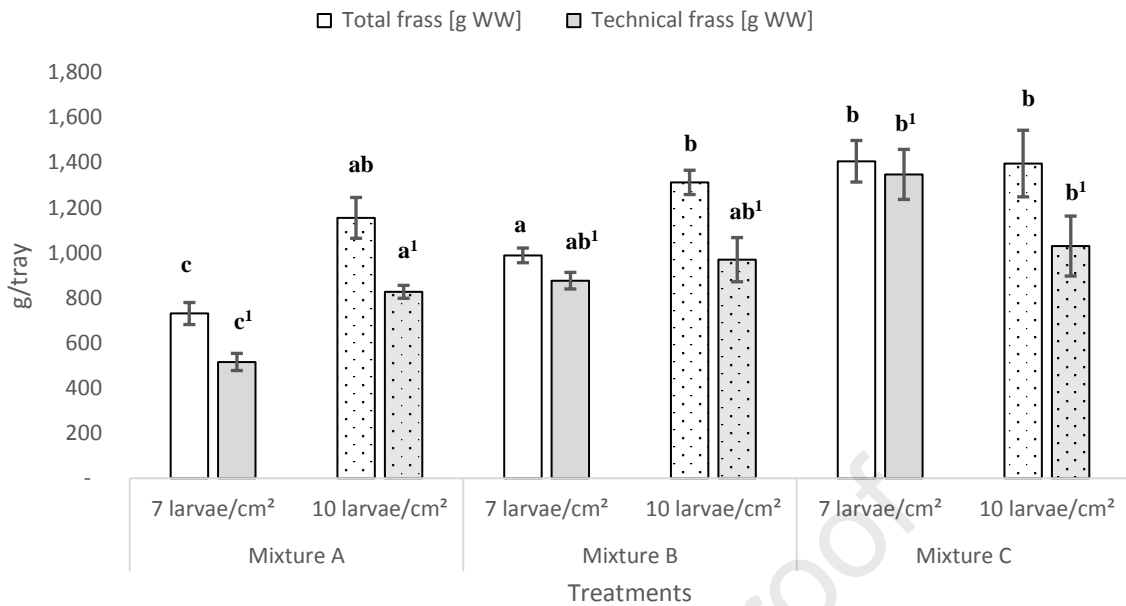 Total frass [g WW] Technical frass [g WW]
1,800
1,600
1,400
1,200
1,000
800
600
400
200
-
g/tray
c
c¹
ab
a¹
a
ab¹
b
ab¹
b
b¹
b
b¹
7 larvae/cm² 10 larvae/cm² 7 larvae/cm² 10 larvae/cm² 7 larvae/cm² 10 larvae/cm²
Mixture A Mixture B Mixture C
Treatments